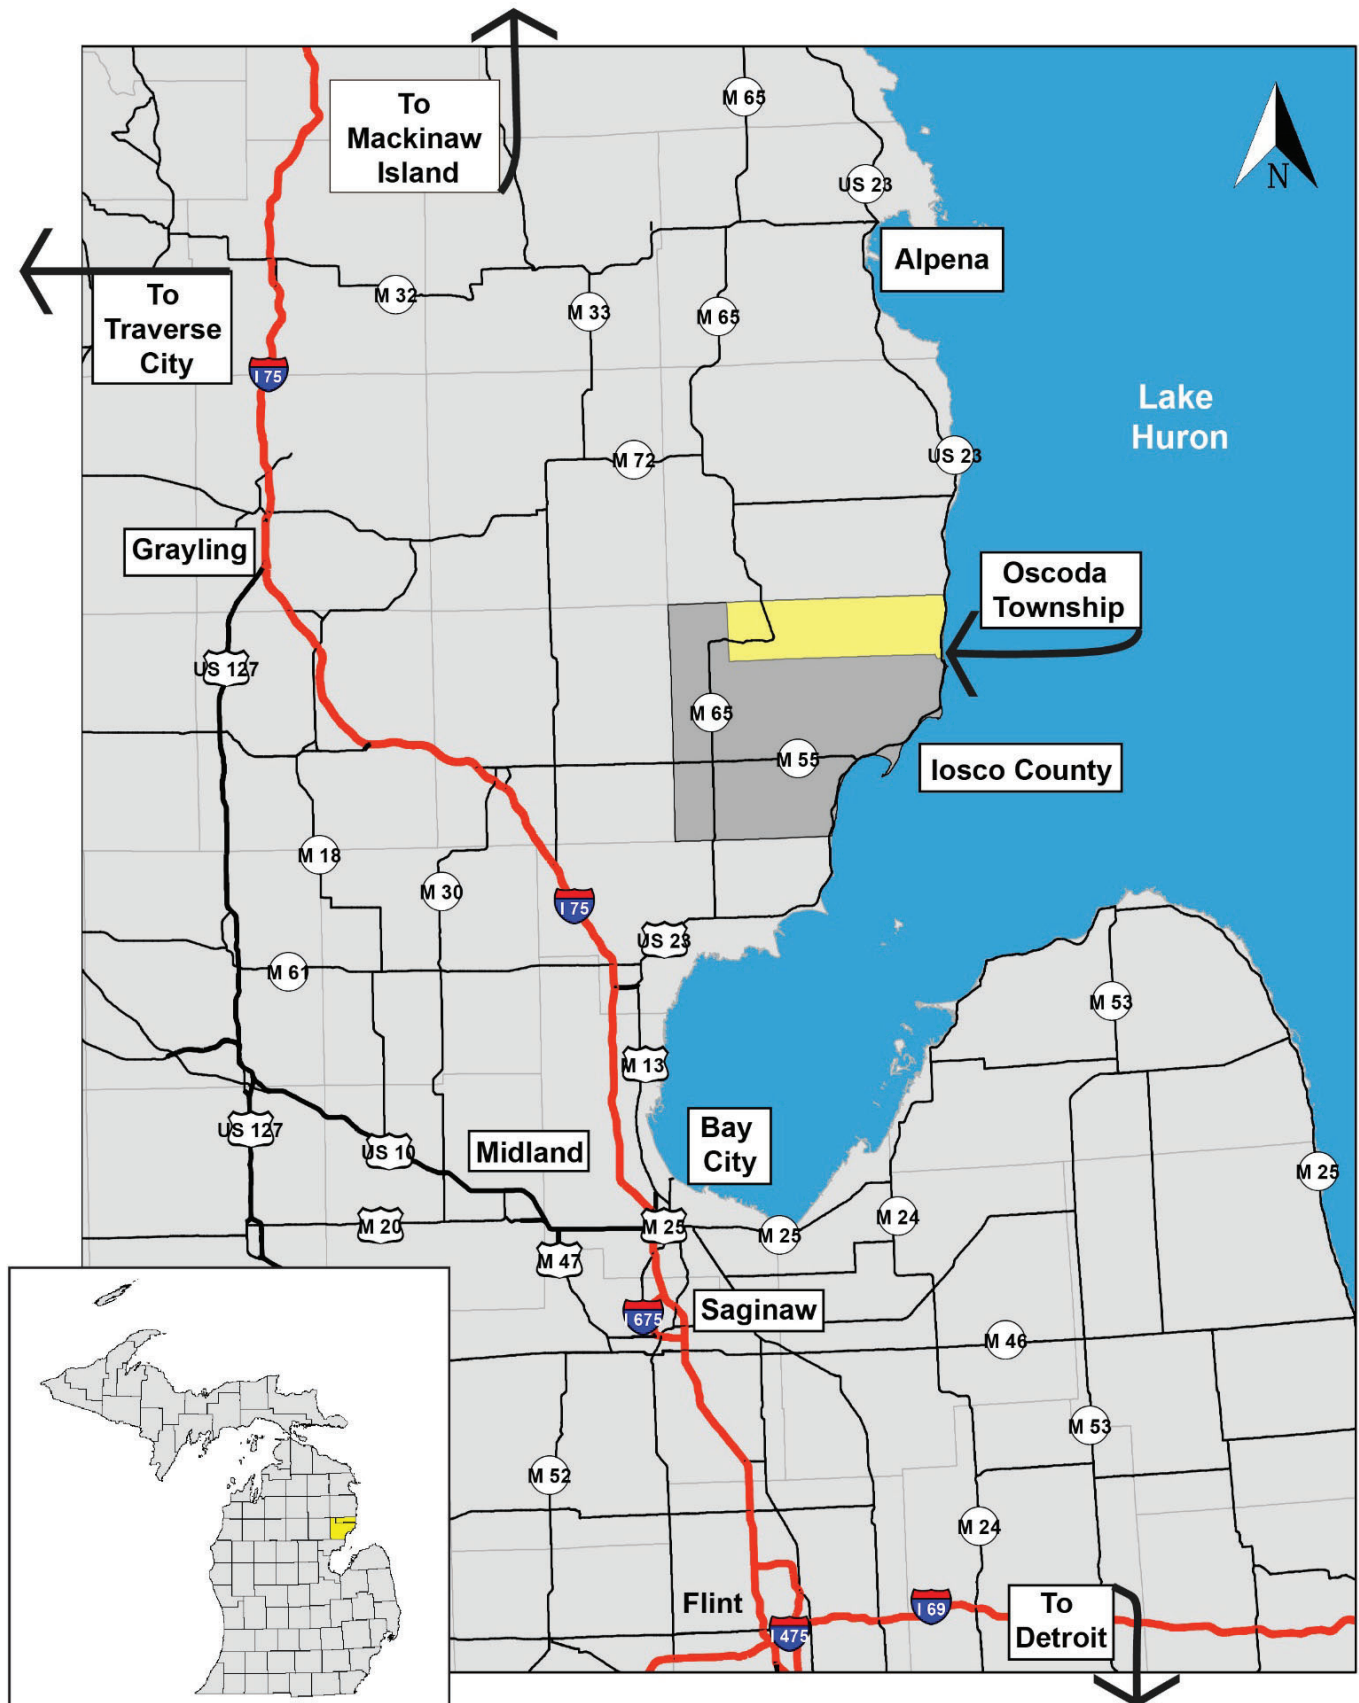 To
Mackinaw
Island
M 65
US 23
Alpena
To
Traverse
City
M 32
M 33
M 65
I 75
N
Lake
Huron
M 72
US 23
Grayling
Oscoda
Township
US 127
M 65
M 55
Iosco County
M 18
M 30
I 75
US 23
M 61
M 53
M 13
US 127
US 10
Midland
Bay
City
M 25
M 20
M 25
M 25
M 24
M 47
I 675
Saginaw
M 46
M 53
M 52
M 24
Flint
I 69
I 475
To
Detroit